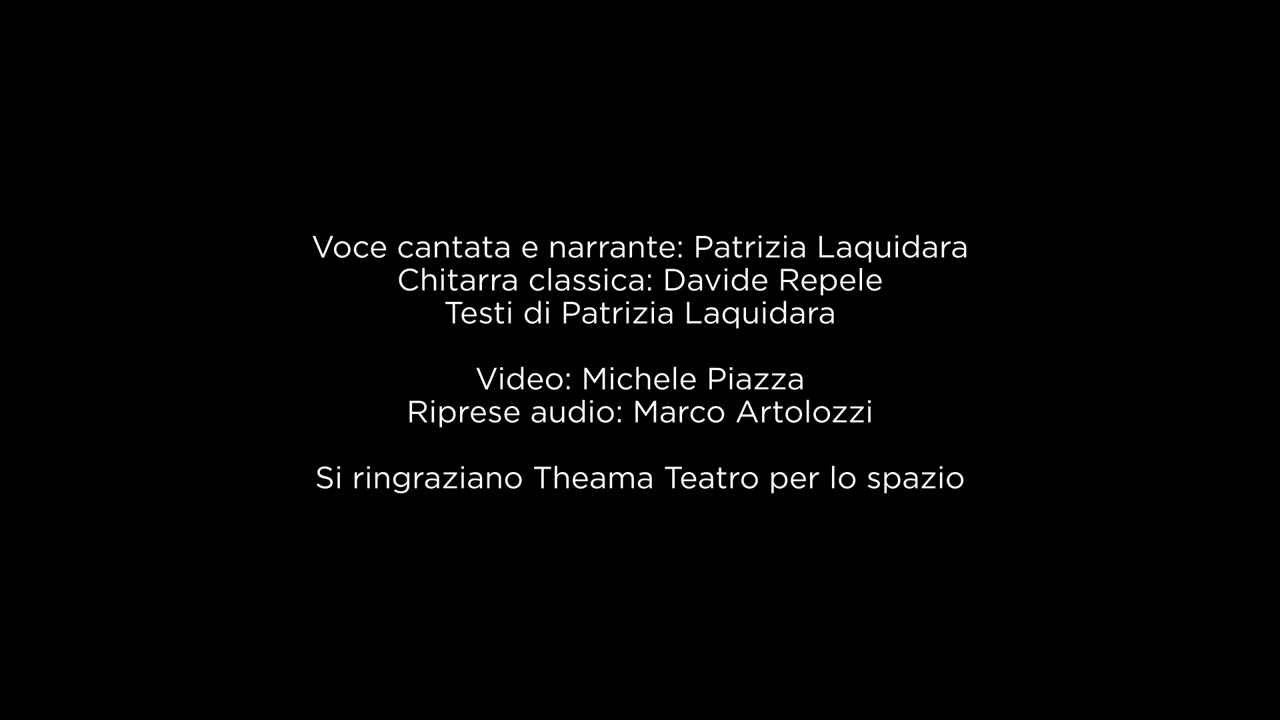 Voce cantata e narrante: Patrizia Laquidara
Chitarra classica: Davide Repele
Testi di Patrizia Laquidara
Video: Michele Piazza
Riprese audio: Marco Artolozzi
Si ringraziano Theama Teatro per lo spazio